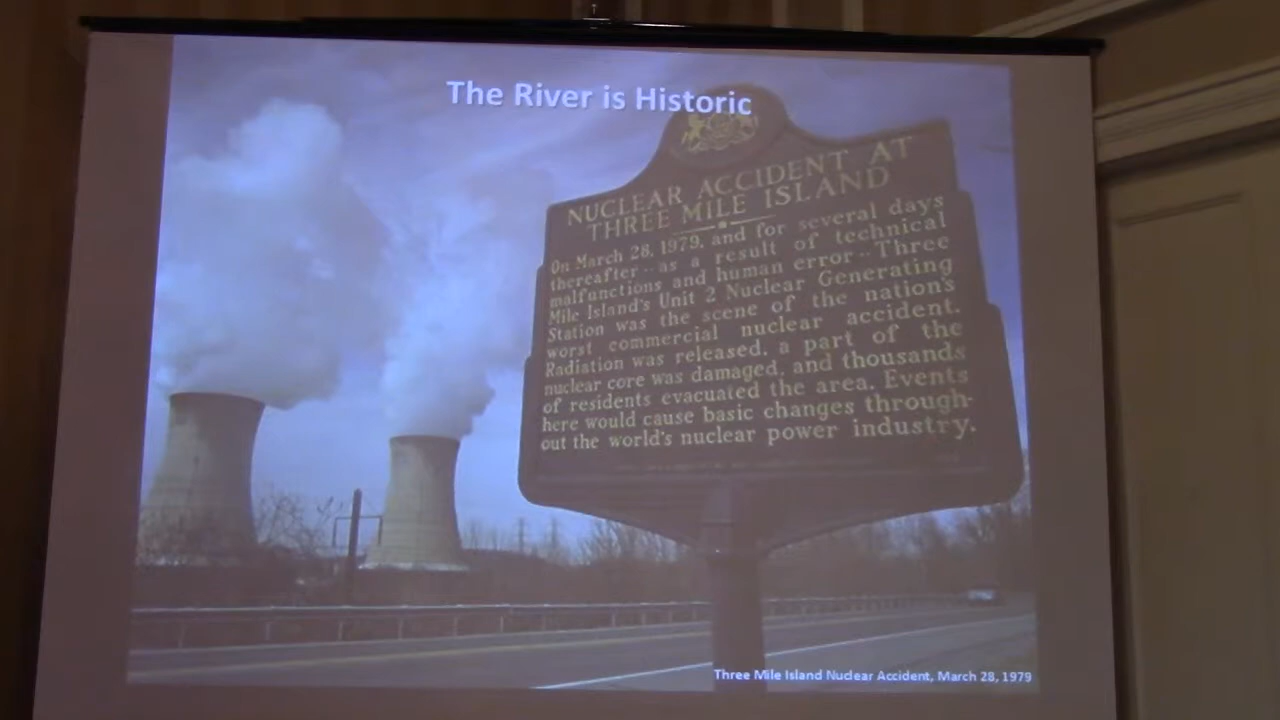 The River is Historic
NUCLEAR ACCIDENT AT
THREE MILE ISLAND
On March 28, 1979, and for several days
thereafter -- as a result of technical
malfunctions and human error -- Three
Mile Island's Unit 2 Nuclear Generating
Station was the scene of the nation's
worst commercial nuclear accident.
Radiation was released, a part of the
nuclear core was damaged, and thousands
of residents evacuated the area. Events
here would cause basic changes through-
out the world's nuclear power industry.
Three Mile Island Nuclear Accident, March 28, 1979